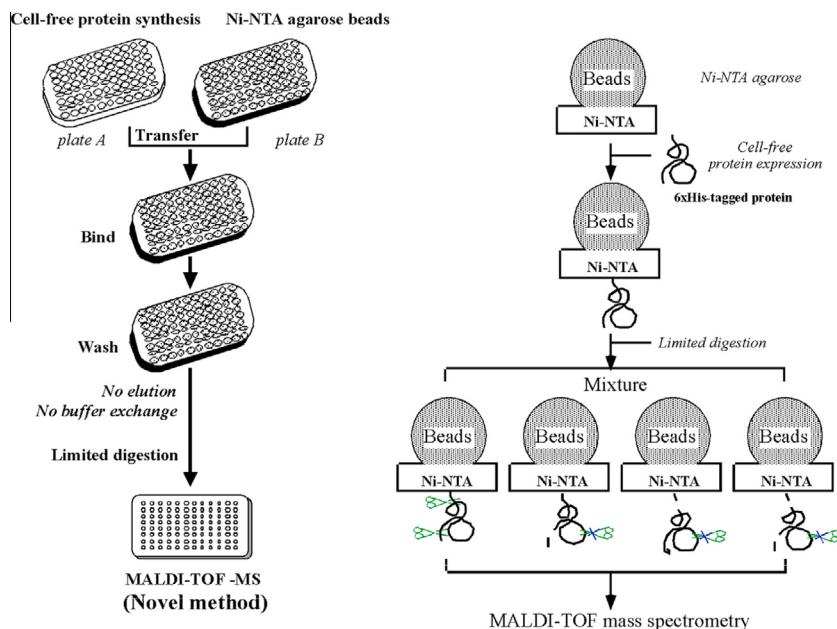 Cell-free protein synthesis
Ni-NTA agarose beads
plate A
Transfer
plate B
Bind
Wash
No elution
No buffer exchange
Limited digestion
MALDI-TOF -MS
(Novel method)
Beads
Ni-NTA
Ni-NTA agarose
Cell-free
protein expression
6xHis-tagged protein
Beads
Ni-NTA
Limited digestion
Mixture
Beads
Beads
Beads
Beads
Ni-NTA
Ni-NTA
Ni-NTA
Ni-NTA
MALDI-TOF mass spectrometry